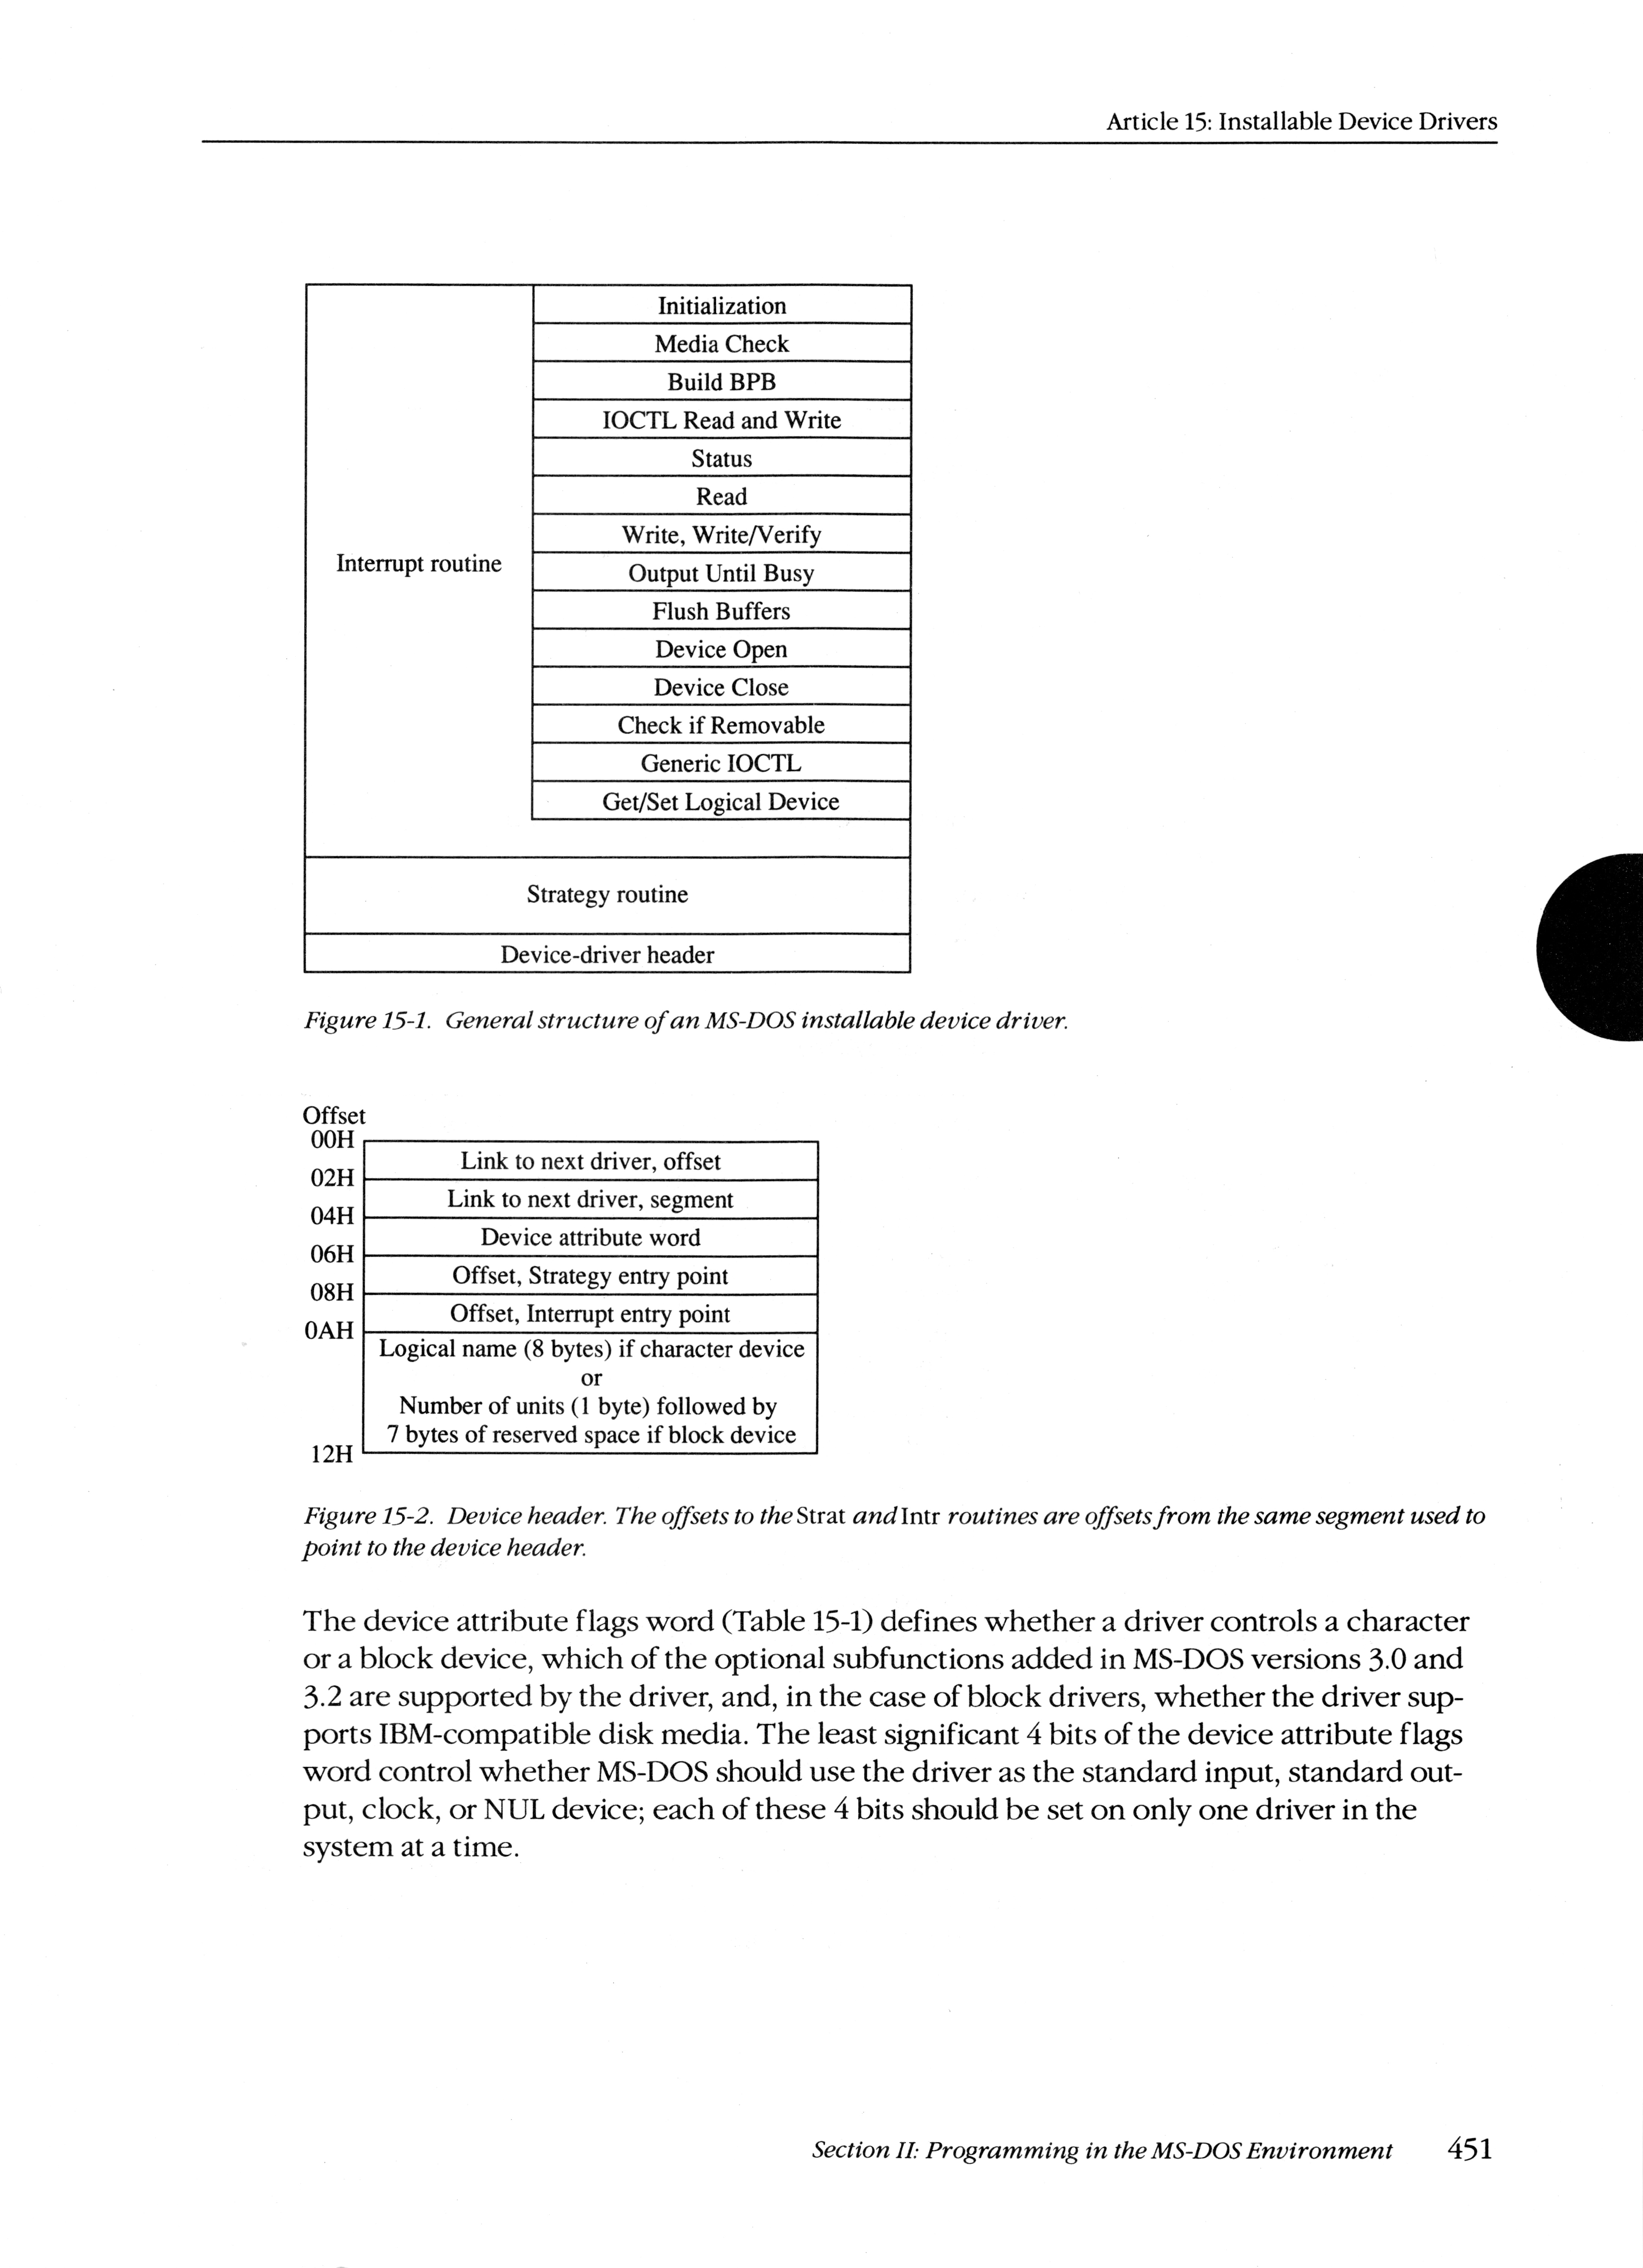 Article 15: Installable Device Drivers
Initialization
Media Check
Build BPB
IOCTL Read and Write
Status
Read
Write, Write/Verify
Interrupt routine
Output Until Busy
Flush Buffers
Device Open
Device Close
Check if Removable
Generic IOCTL
Get/Set Logical Device
Strategy routine
Device-driver header
Figure 15-1. General structure of an MS-DOS installable device driver.
Offset
00H
Link to next driver, offset
02H
Link to next driver, segment
04H
Device attribute word
06H
Offset, Strategy entry point
08H
Offset, Interrupt entry point
0AH
Logical name (8 bytes) if character device
or
Number of units (1 byte) followed by
7 bytes of reserved space if block device
12H
Figure 15-2. Device header. The offsets to the Strat and Intr routines are offsets from the same segment used to
point to the device header.
The device attribute flags word (Table 15-1) defines whether a driver controls a character
or a block device, which of the optional subfunctions added in MS-DOS versions 3.0 and
3.2 are supported by the driver, and, in the case of block drivers, whether the driver sup-
ports IBM-compatible disk media. The least significant 4 bits of the device attribute flags
word control whether MS-DOS should use the driver as the standard input, standard out-
put, clock, or NUL device; each of these 4 bits should be set on only one driver in the
system at a time.
Section II: Programming in the MS-DOS Environment 451